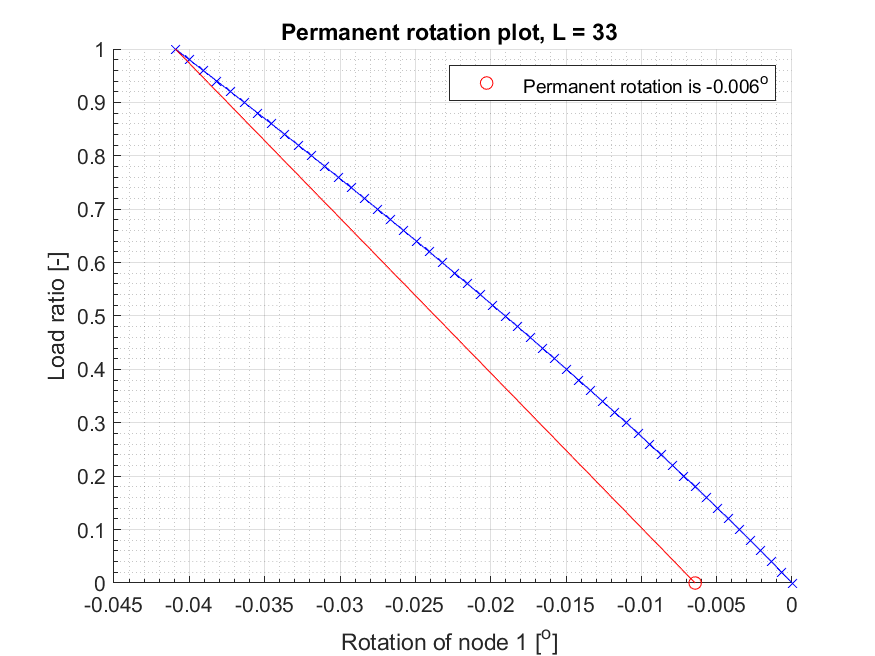 Permanent rotation plot, L = 33
Permanent rotation is -0.006°
Load ratio [-]
1
0.9
0.8
0.7
0.6
0.5
0.4
0.3
0.2
0.1
0
-0.045 -0.04 -0.035 -0.03 -0.025 -0.02 -0.015 -0.01 -0.005 0
Rotation of node 1 [°]